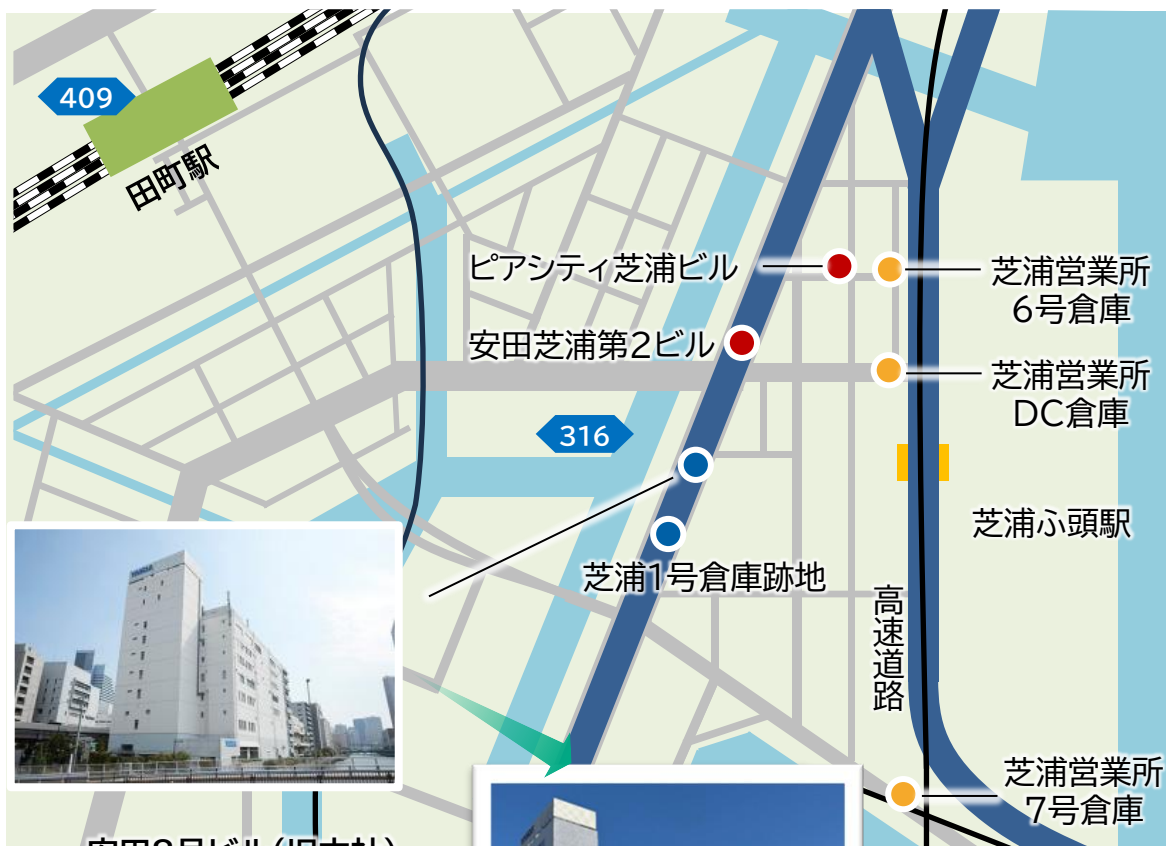 409
田町駅
ピアシティ芝浦ビル
芝浦営業所
6号倉庫
安田芝浦第2ビル
芝浦営業所
DC倉庫
316
芝浦ふ頭駅
芝浦1号倉庫跡地
高速道路
芝浦営業所
7号倉庫